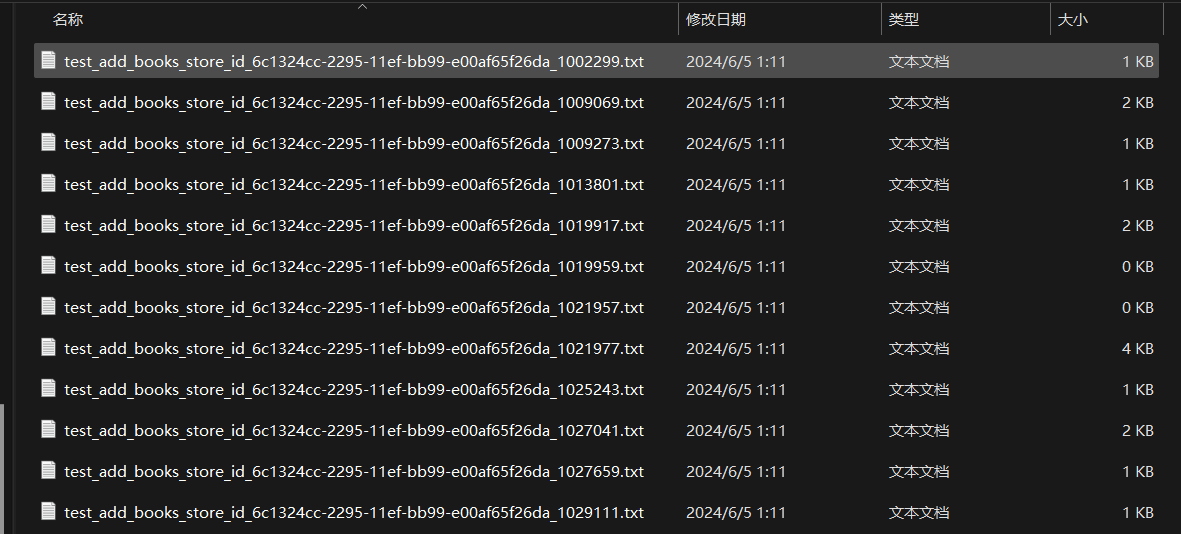 名称 修改日期 类型 大小
test_add_books_store_id_6c1324cc-2295-11ef-bb99-e00af65f26da_1002299.txt 2024/6/5 1:11 文本文档 1 KB
test_add_books_store_id_6c1324cc-2295-11ef-bb99-e00af65f26da_1009069.txt 2024/6/5 1:11 文本文档 2 KB
test_add_books_store_id_6c1324cc-2295-11ef-bb99-e00af65f26da_1009273.txt 2024/6/5 1:11 文本文档 1 KB
test_add_books_store_id_6c1324cc-2295-11ef-bb99-e00af65f26da_1013801.txt 2024/6/5 1:11 文本文档 1 KB
test_add_books_store_id_6c1324cc-2295-11ef-bb99-e00af65f26da_1019917.txt 2024/6/5 1:11 文本文档 2 KB
test_add_books_store_id_6c1324cc-2295-11ef-bb99-e00af65f26da_1019959.txt 2024/6/5 1:11 文本文档 0 KB
test_add_books_store_id_6c1324cc-2295-11ef-bb99-e00af65f26da_1021957.txt 2024/6/5 1:11 文本文档 0 KB
test_add_books_store_id_6c1324cc-2295-11ef-bb99-e00af65f26da_1021977.txt 2024/6/5 1:11 文本文档 4 KB
test_add_books_store_id_6c1324cc-2295-11ef-bb99-e00af65f26da_1025243.txt 2024/6/5 1:11 文本文档 1 KB
test_add_books_store_id_6c1324cc-2295-11ef-bb99-e00af65f26da_1027041.txt 2024/6/5 1:11 文本文档 2 KB
test_add_books_store_id_6c1324cc-2295-11ef-bb99-e00af65f26da_1027659.txt 2024/6/5 1:11 文本文档 1 KB
test_add_books_store_id_6c1324cc-2295-11ef-bb99-e00af65f26da_1029111.txt 2024/6/5 1:11 文本文档 1 KB